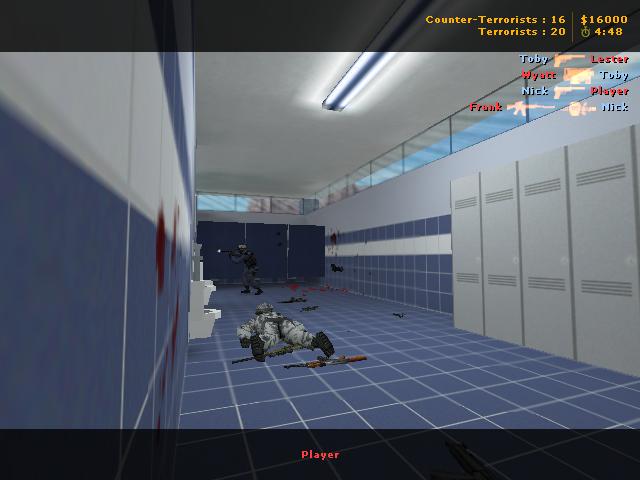 Counter-Terrorists : 16 $16000
Terrorists : 20 4:48
Toby Lester
Wyatt Toby
Nick Player
Frank Nick
Player